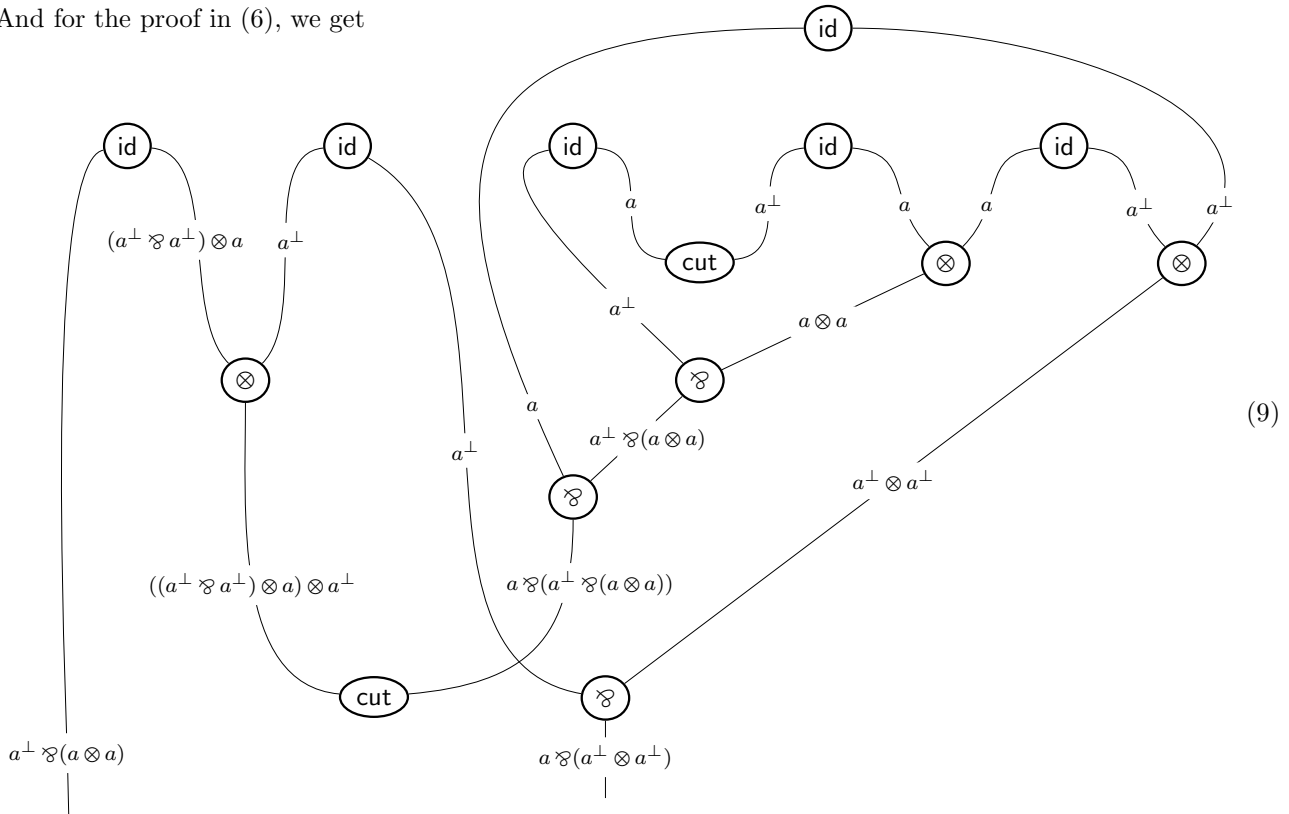 And for the proof in (6), we get
id
id id id id id
(a⊥ ⅋ a⊥) ⊗ a a⊥ a a⊥ a a a⊥ a⊥
cut ⊗ ⊗
a⊥ a ⊗ a
⊗ ⅋
a a⊥ ⅋(a ⊗ a) (9)
a⊥ a⊥ ⊗ a⊥
⅋
((a⊥ ⅋ a⊥) ⊗ a) ⊗ a⊥ a ⅋(a⊥ ⅋(a ⊗ a))
cut ⅋
a⊥ ⅋(a ⊗ a) a ⅋(a⊥ ⊗ a⊥)